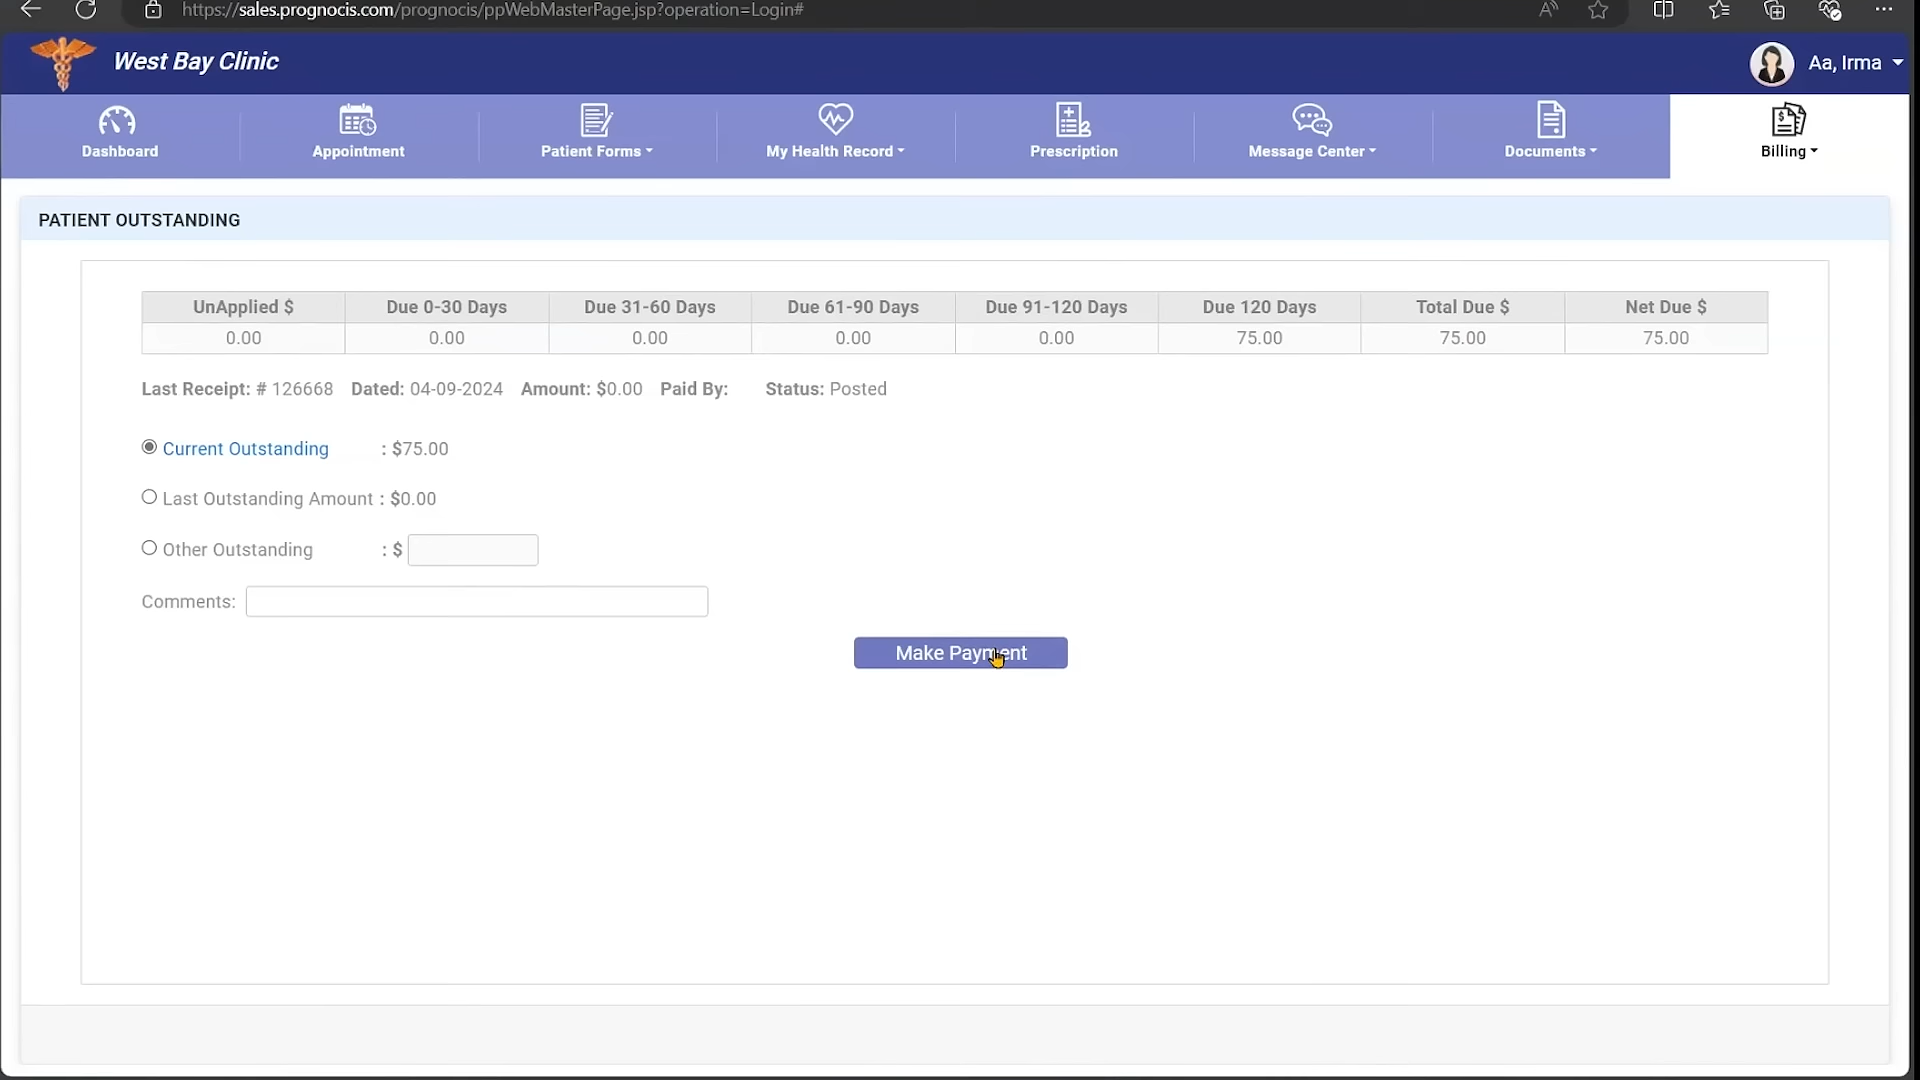 https://sales.prognocis.com/prognocis/ppWebMasterPage.jsp?operation=Login#
West Bay Clinic
Aa, Irma
Dashboard
Appointment
Patient Forms
My Health Record
Prescription
Message Center
Documents
Billing
PATIENT OUTSTANDING
UnApplied $ Due 0-30 Days Due 31-60 Days Due 61-90 Days Due 91-120 Days Due 120 Days Total Due $ Net Due $
0.00 0.00 0.00 0.00 0.00 75.00 75.00 75.00
Last Receipt: # 126668 Dated: 04-09-2024 Amount: $0.00 Paid By: Status: Posted
Current Outstanding : $75.00
Last Outstanding Amount : $0.00
Other Outstanding : $
Comments:
Make Payment